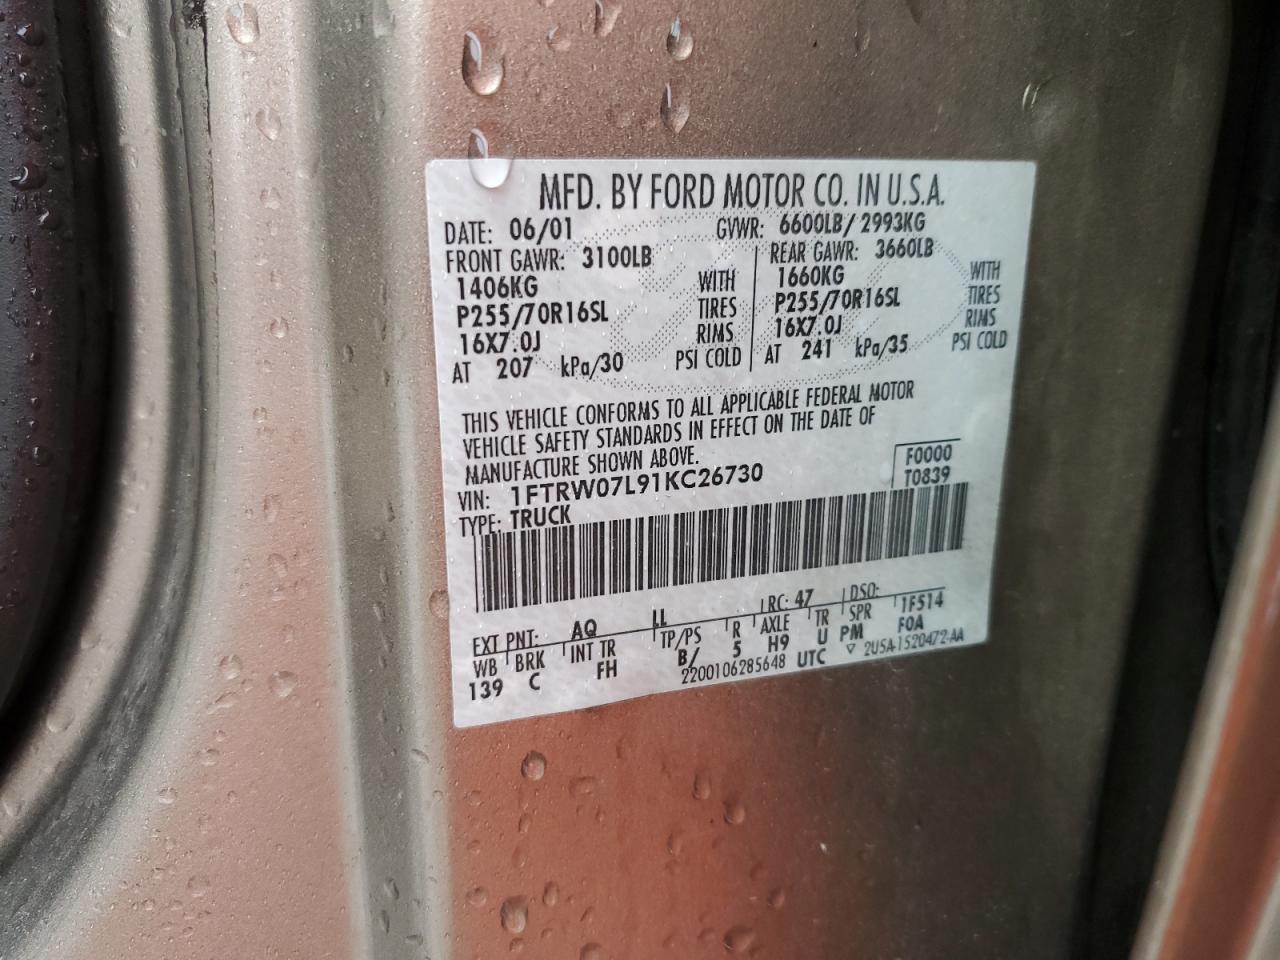 MFD. BY FORD MOTOR CO. IN U.S.A.
DATE: 06/01 GVWR: 6600LB/ 2993KG
FRONT GAWR: 3100LB REAR GAWR: 3660LB
1406KG WITH 1660KG WITH
P255/70R16SL TIRES P255/70R16SL TIRES
16X7.0J RIMS 16X7.0J RIMS
AT 207 kPa/30 PSI COLD AT 241 kPa/35 PSI COLD
THIS VEHICLE CONFORMS TO ALL APPLICABLE FEDERAL MOTOR
VEHICLE SAFETY STANDARDS IN EFFECT ON THE DATE OF
MANUFACTURE SHOWN ABOVE.
F0000
VIN: 1FTRW07L91KC26730 T0839
TYPE: TRUCK
EXT PNT: AQ LL RC: 47 DSO:
WB BRK INT TR TP/PS R AXLE TR SPR 1F514
139 C FH B/ 5 H9 U PM F0A
2200106285648 UTC ▽ 2USA-1520472-AA